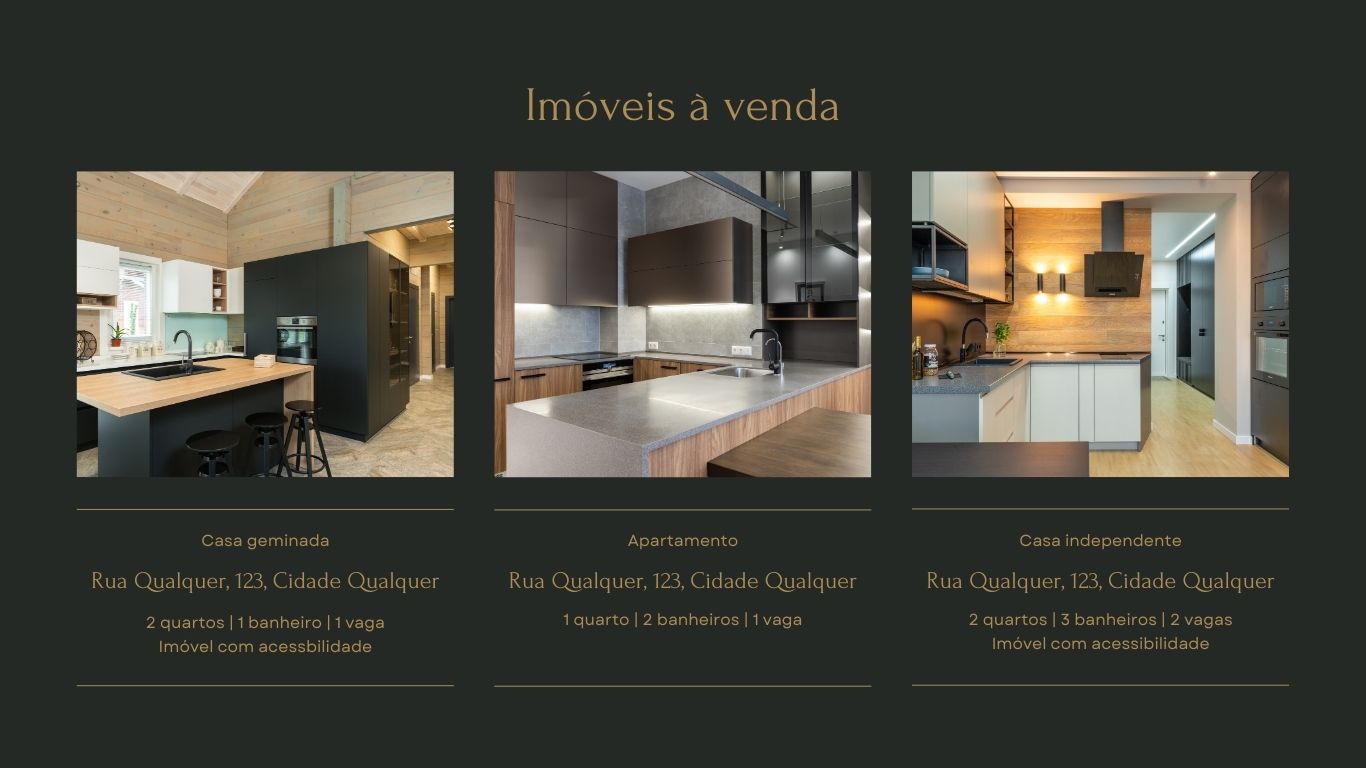 Imóveis à venda
Casa geminada
Rua Qualquer, 123, Cidade Qualquer
2 quartos | 1 banheiro | 1 vaga
Imóvel com acessbilidade
Apartamento
Rua Qualquer, 123, Cidade Qualquer
1 quarto | 2 banheiros | 1 vaga
Casa independente
Rua Qualquer, 123, Cidade Qualquer
2 quartos | 3 banheiros | 2 vagas
Imóvel com acessibilidade